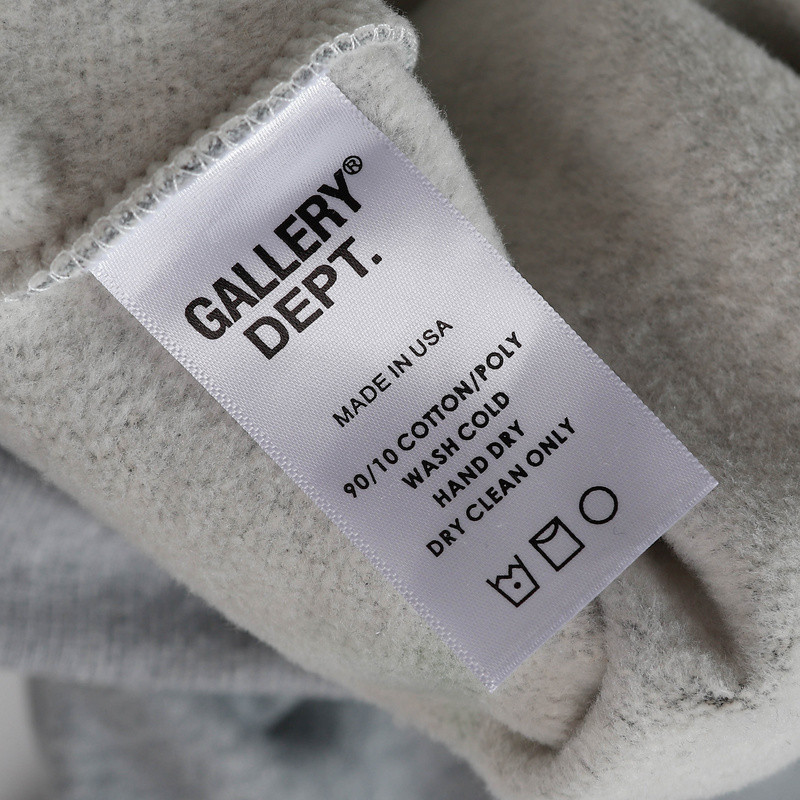 GALLERY®
DEPT.
MADE IN USA
90/10 COTTON/POLY
WASH COLD
HAND DRY
DRY CLEAN ONLY